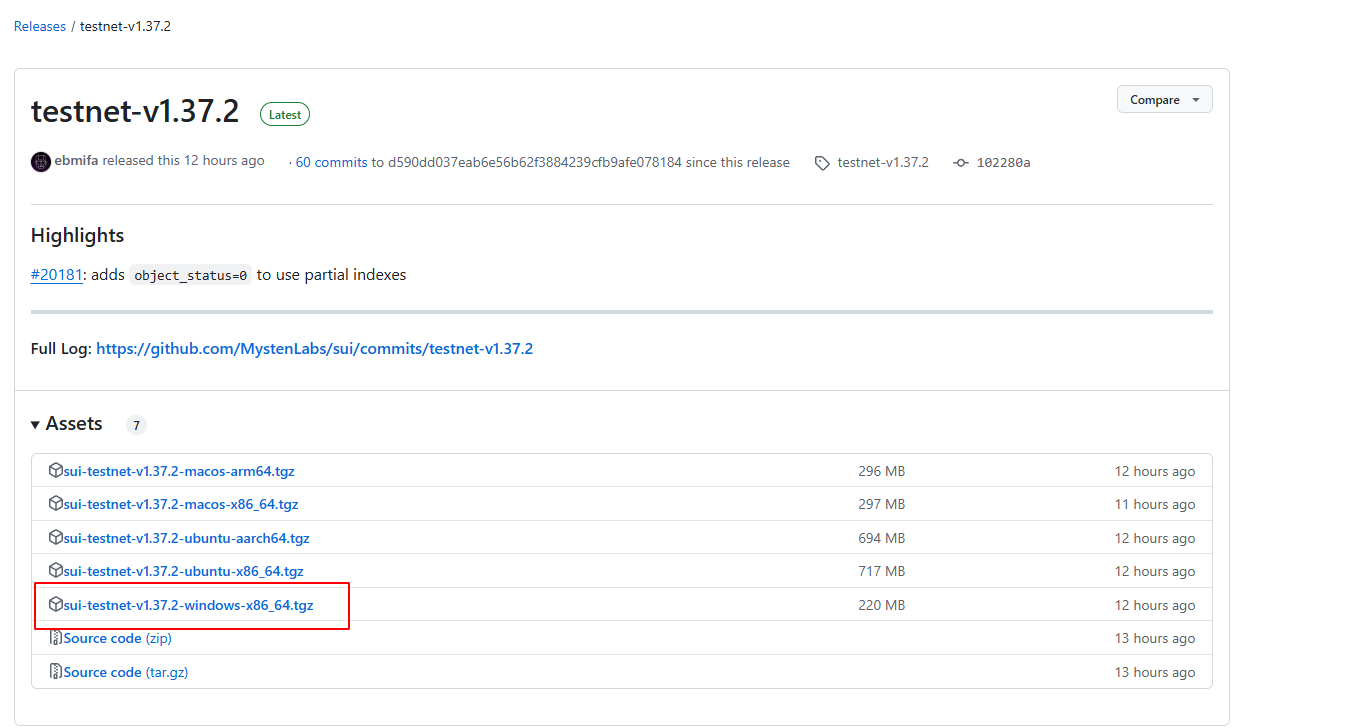 Releases / testnet-v1.37.2
testnet-v1.37.2 Latest Compare
ebmifa released this 12 hours ago · 60 commits to d590dd037eab6e56b62f3884239cfb9afe078184 since this release testnet-v1.37.2 102280a
Highlights
#20181: adds object_status=0 to use partial indexes
Full Log: https://github.com/MystenLabs/sui/commits/testnet-v1.37.2
Assets 7
sui-testnet-v1.37.2-macos-arm64.tgz 296 MB 12 hours ago
sui-testnet-v1.37.2-macos-x86_64.tgz 297 MB 11 hours ago
sui-testnet-v1.37.2-ubuntu-aarch64.tgz 694 MB 12 hours ago
sui-testnet-v1.37.2-ubuntu-x86_64.tgz 717 MB 12 hours ago
sui-testnet-v1.37.2-windows-x86_64.tgz 220 MB 12 hours ago
Source code (zip) 13 hours ago
Source code (tar.gz) 13 hours ago